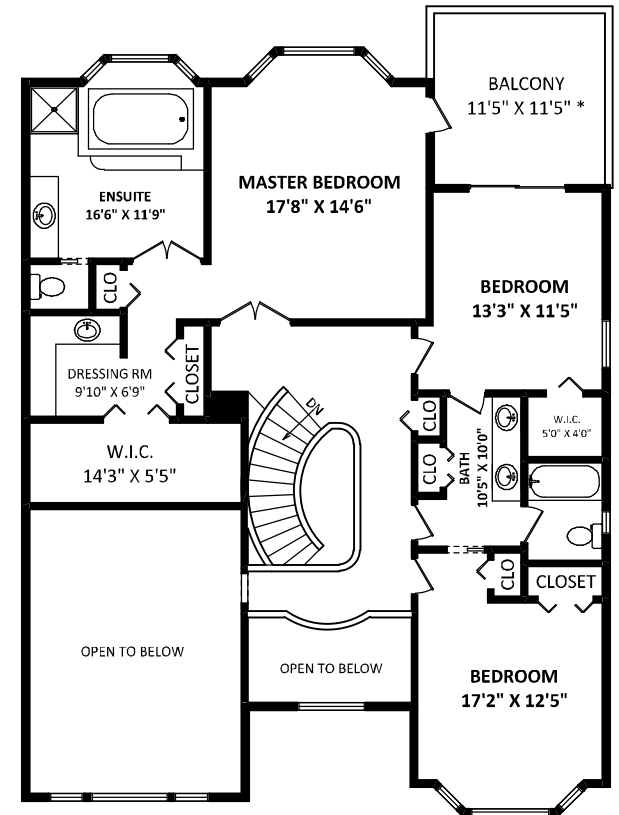 BALCONY
11'5" X 11'5" *
MASTER BEDROOM
17'8" X 14'6"
ENSUITE
16'6" X 11'9"
CLO
BEDROOM
13'3" X 11'5"
DRESSING RM
9'10" X 6'9"
CLOSET
DN
CLO
W.I.C.
5'0" X 4'0"
W.I.C.
14'3" X 5'5"
CLO
BATH
10'5" X 10'0"
CLO
CLOSET
OPEN TO BELOW
OPEN TO BELOW
BEDROOM
17'2" X 12'5"